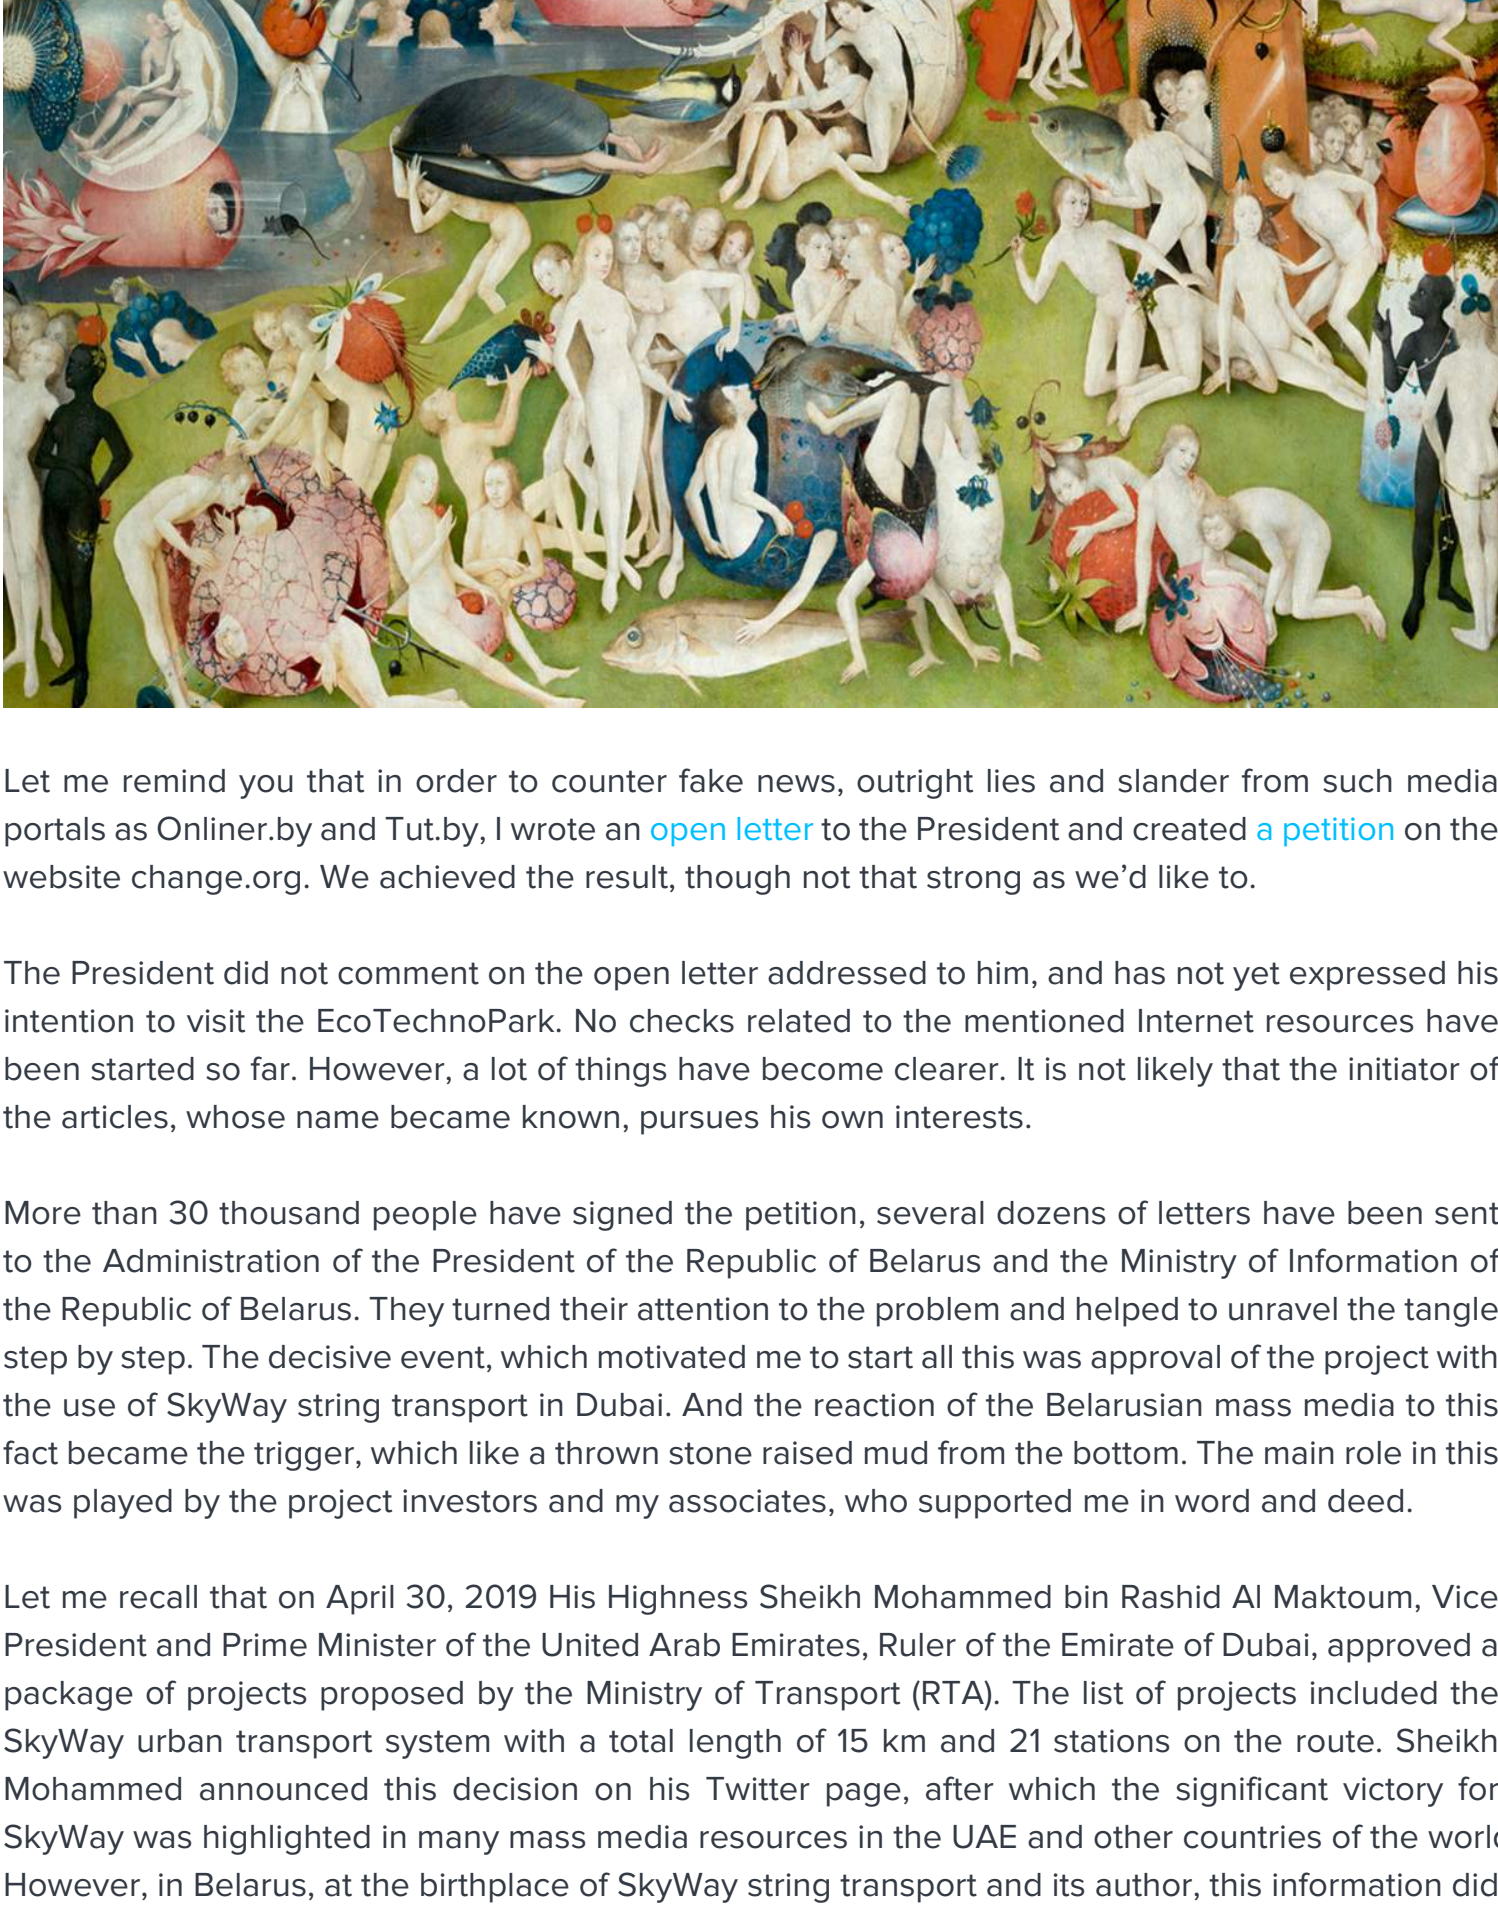 Let me remind you that in order to counter fake news, outright lies and slander from such media
portals as Onliner.by and Tut.by, I wrote an open letter to the President and created a petition on the
website change.org. We achieved the result, though not that strong as we’d like to.
The President did not comment on the open letter addressed to him, and has not yet expressed his
intention to visit the EcoTechnoPark. No checks related to the mentioned Internet resources have
been started so far. However, a lot of things have become clearer. It is not likely that the initiator of
the articles, whose name became known, pursues his own interests.
More than 30 thousand people have signed the petition, several dozens of letters have been sent
to the Administration of the President of the Republic of Belarus and the Ministry of Information of
the Republic of Belarus. They turned their attention to the problem and helped to unravel the tangle
step by step. The decisive event, which motivated me to start all this was approval of the project with
the use of SkyWay string transport in Dubai. And the reaction of the Belarusian mass media to this
fact became the trigger, which like a thrown stone raised mud from the bottom. The main role in this
was played by the project investors and my associates, who supported me in word and deed.
Let me recall that on April 30, 2019 His Highness Sheikh Mohammed bin Rashid Al Maktoum, Vice
President and Prime Minister of the United Arab Emirates, Ruler of the Emirate of Dubai, approved a
package of projects proposed by the Ministry of Transport (RTA). The list of projects included the
SkyWay urban transport system with a total length of 15 km and 21 stations on the route. Sheikh
Mohammed announced this decision on his Twitter page, after which the significant victory for
SkyWay was highlighted in many mass media resources in the UAE and other countries of the world
However, in Belarus, at the birthplace of SkyWay string transport and its author, this information did